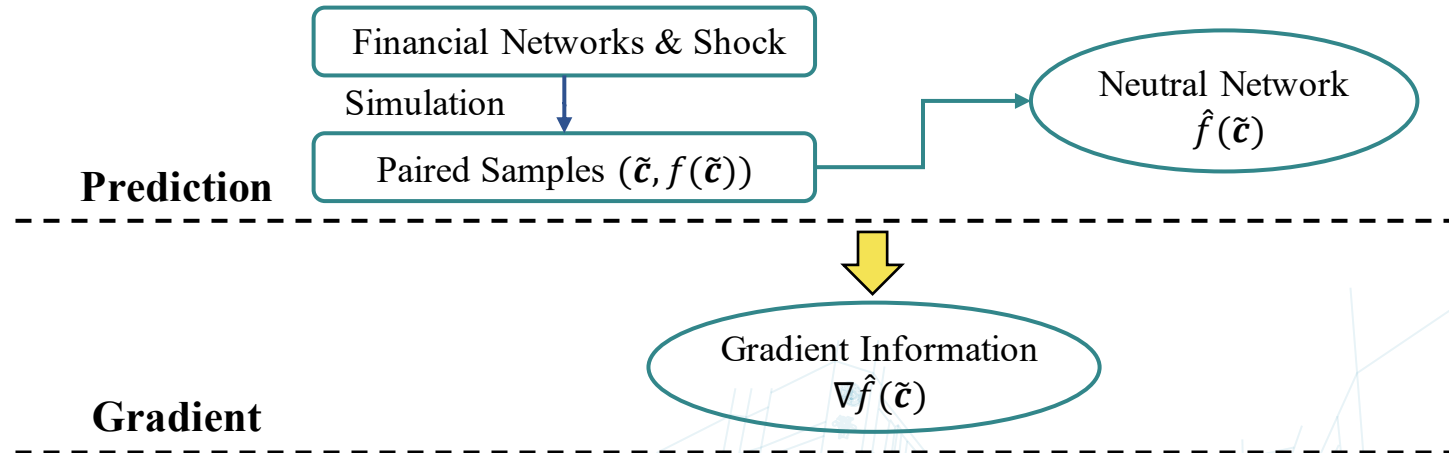 Financial Networks & Shock
Simulation
Paired Samples (c̃, f(c̃))
Neutral Network
f̂(c̃)
Prediction
Gradient Information
∇f̂(c̃)
Gradient